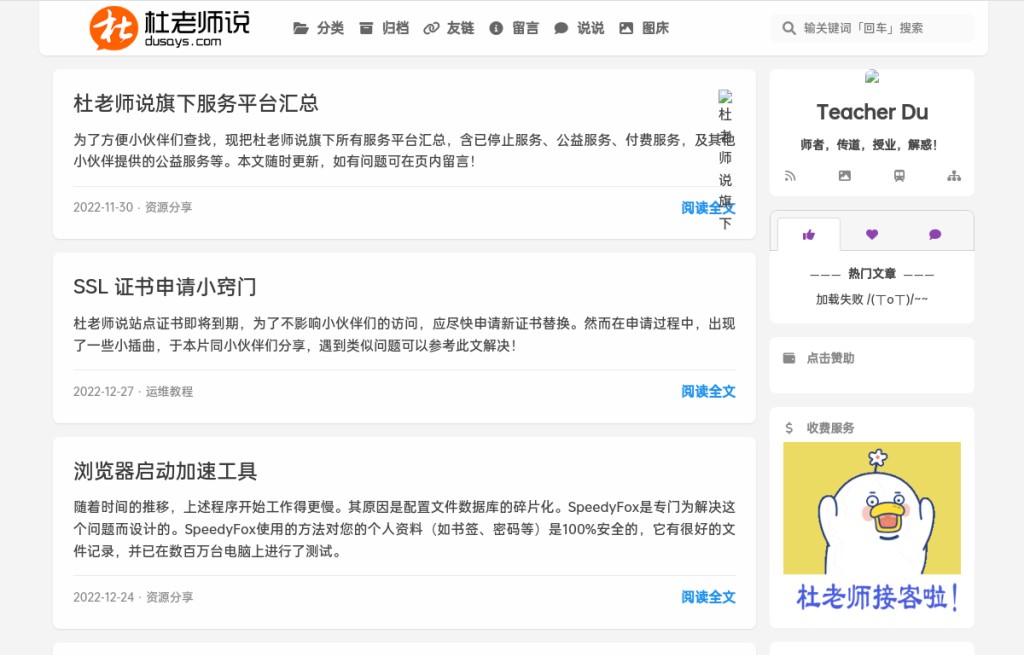 杜老师说
dusays.com
分类 归档 友链 留言 说说 图床
输关键词「回车」搜索
杜老师说旗下服务平台汇总
为了方便小伙伴们查找，现把杜老师说旗下所有服务平台汇总，含已停止服务、公益服务、付费服务，及其他
小伙伴提供的公益服务等。本文随时更新，如有问题可在页内留言！
杜
老
师
说
旗
下
2022-11-30 · 资源分享
阅读全文
SSL 证书申请小窍门
杜老师说站点证书即将到期，为了不影响小伙伴们的访问，应尽快申请新证书替换。然而在申请过程中，出现
了一些小插曲，于本片同小伙伴们分享，遇到类似问题可以参考此文解决！
2022-12-27 · 运维教程
阅读全文
浏览器启动加速工具
随着时间的推移，上述程序开始工作得更慢。其原因是配置文件数据库的碎片化。SpeedyFox是专门为解决这
个问题而设计的。SpeedyFox使用的方法对您的个人资料（如书签、密码等）是100%安全的，它有很好的文
件记录，并已在数百万台电脑上进行了测试。
2022-12-24 · 资源分享
阅读全文
Teacher Du
师者，传道，授业，解惑！
——— 热门文章 ———
加载失败 /(ㄒoㄒ)/~~
点击赞助
$ 收费服务
杜老师接客啦！